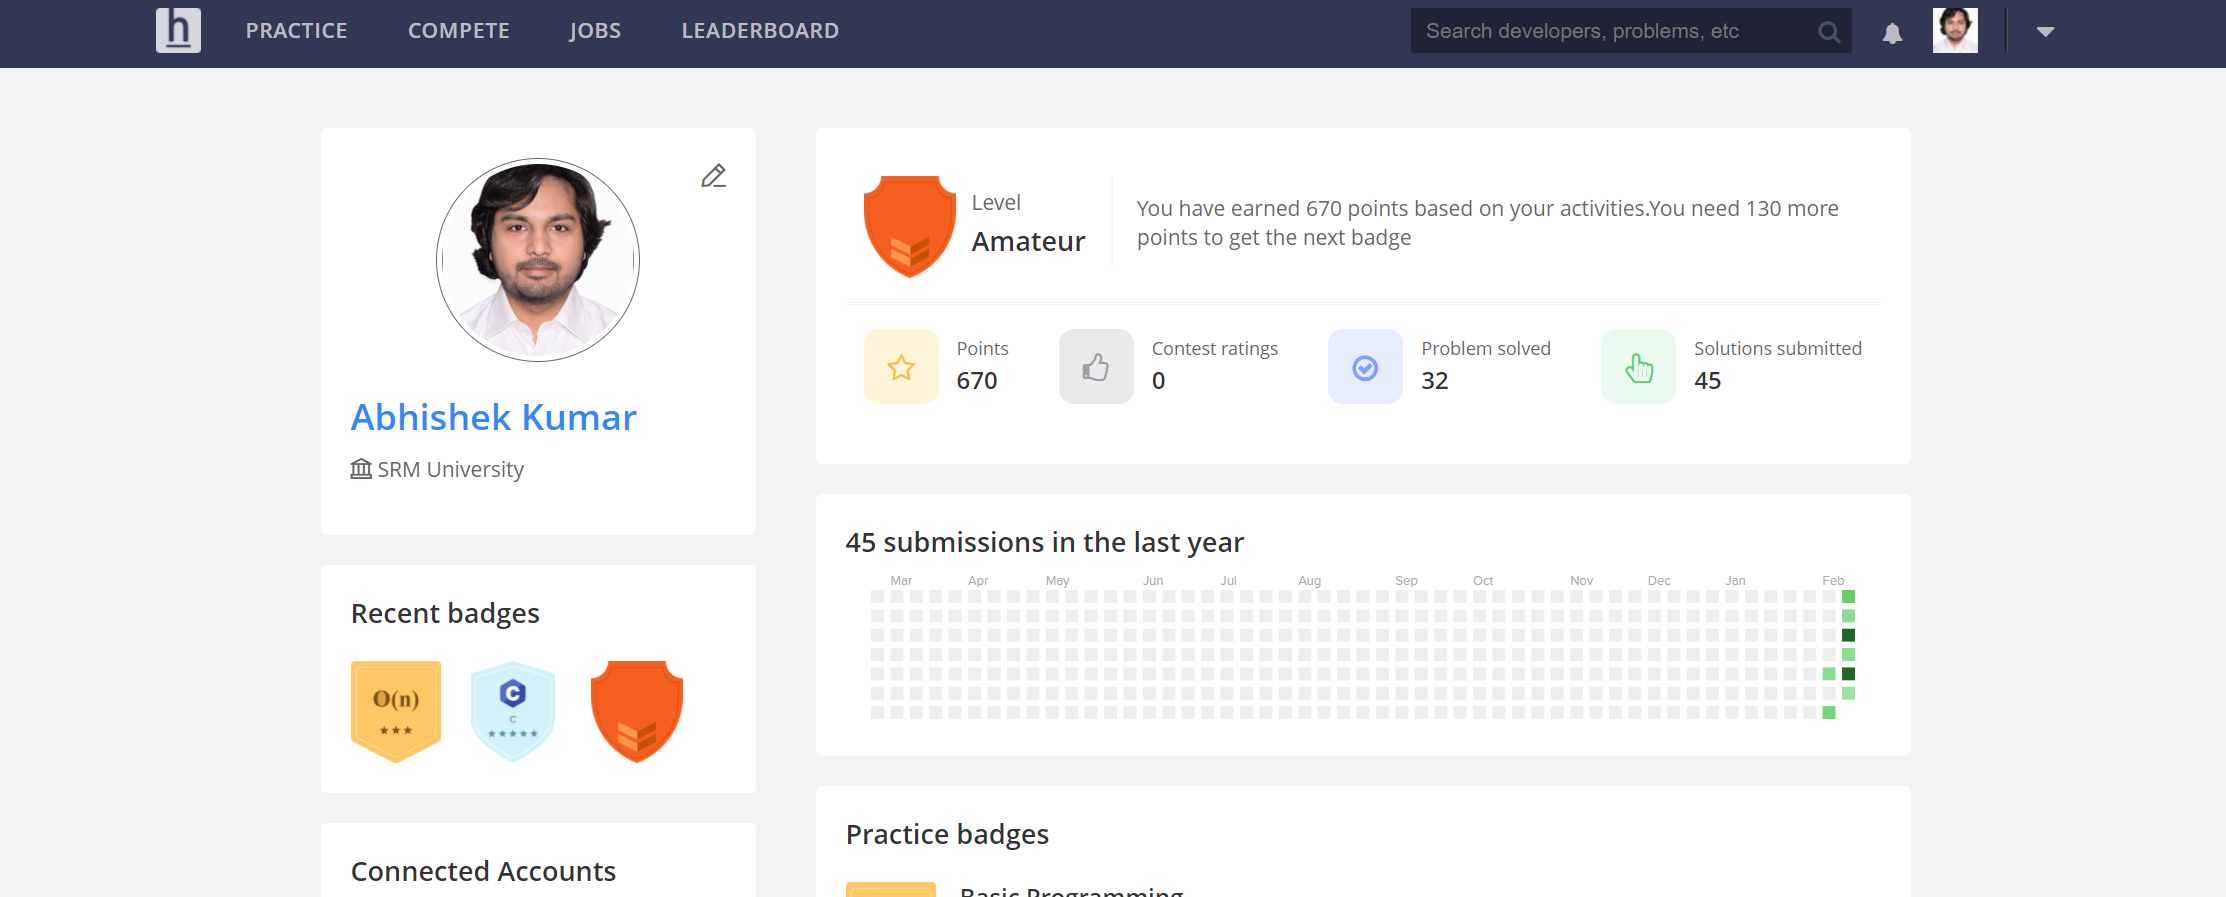 h
PRACTICE COMPETE JOBS LEADERBOARD
Search developers, problems, etc
Abhishek Kumar
SRM University
Recent badges
O(n)
C
C
Connected Accounts
Level
Amateur
You have earned 670 points based on your activities.You need 130 more
points to get the next badge
Points
670
Contest ratings
0
Problem solved
32
Solutions submitted
45
45 submissions in the last year
Mar Apr May Jun Jul Aug Sep Oct Nov Dec Jan Feb
Practice badges
Basic Programming